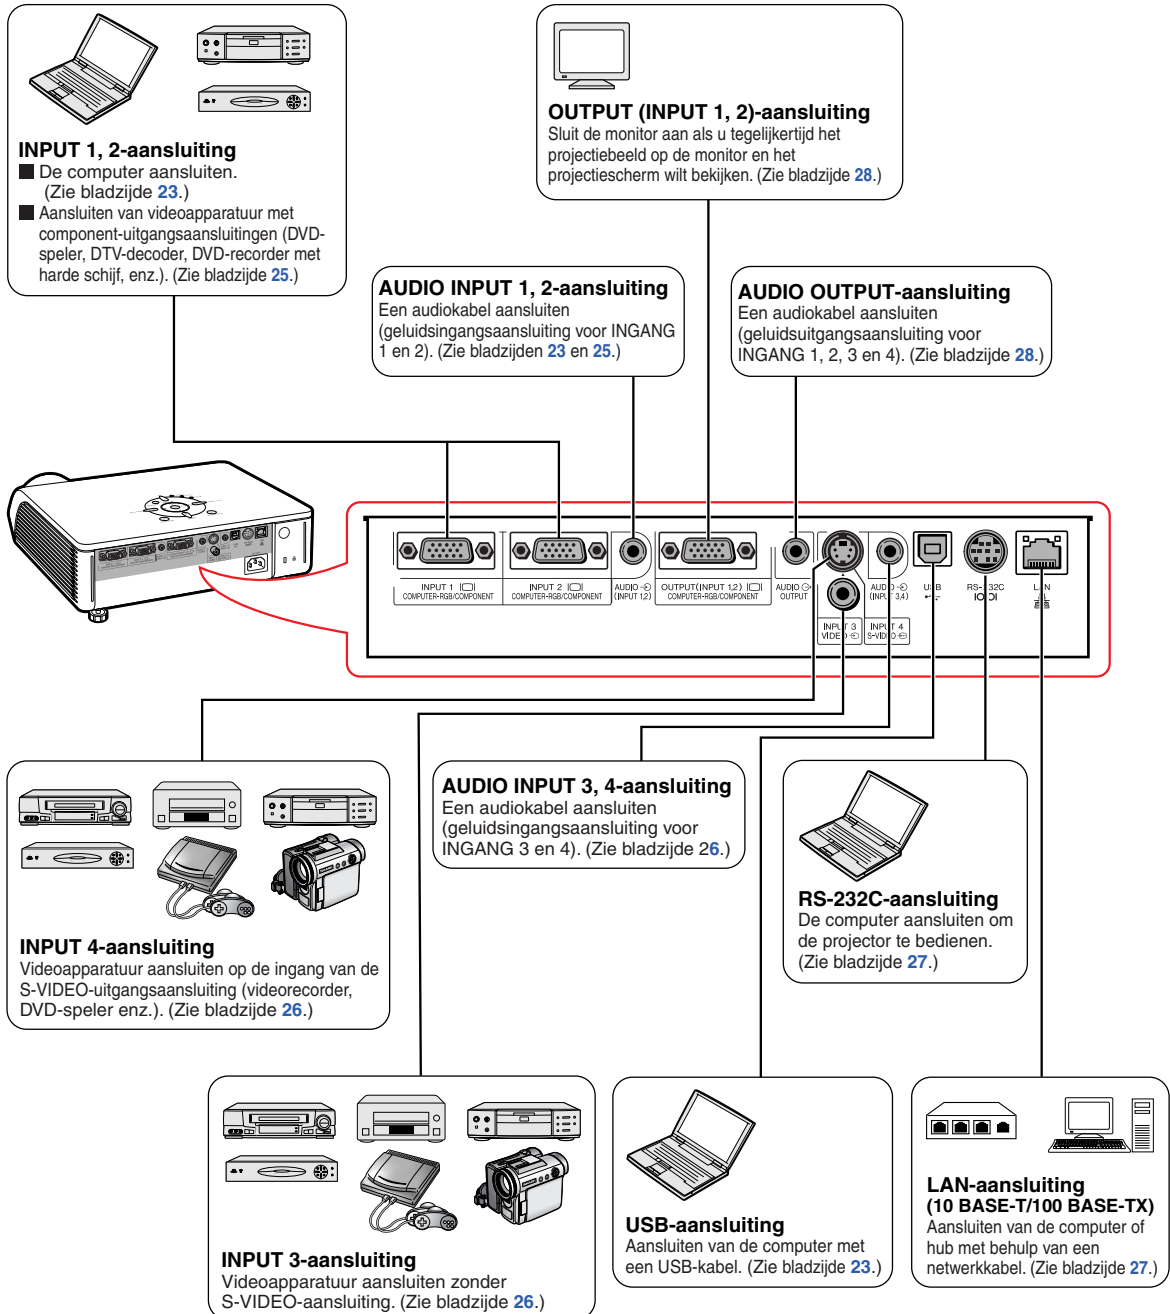 OUTPUT (INPUT 1, 2)-aansluiting
Sluit de monitor aan als u tegelijkertijd het
projectiebeeld op de monitor en het
projectiescherm wilt bekijken. (Zie bladzijde 28.)
INPUT 1, 2-aansluiting
■ De computer aansluiten.
(Zie bladzijde 23.)
■ Aansluiten van videoapparatuur met
component-uitgangsaansluitingen (DVD-
speler, DTV-decoder, DVD-recorder met
harde schijf, enz.). (Zie bladzijde 25.)
AUDIO INPUT 1, 2-aansluiting
Een audiokabel aansluiten
(geluidsingangsaansluiting voor INGANG
1 en 2). (Zie bladzijden 23 en 25.)
AUDIO OUTPUT-aansluiting
Een audiokabel aansluiten
(geluidsuitgangsaansluiting voor
INGANG 1, 2, 3 en 4). (Zie bladzijde 28.)
INPUT 1
COMPUTER-RGB/COMPONENT
INPUT 2
COMPUTER-RGB/COMPONENT
AUDIO
(INPUT 1,2)
OUTPUT(INPUT 1,2)
COMPUTER-RGB/COMPONENT
AUDIO
OUTPUT
INPUT 3
VIDEO
AUDIO
(INPUT 3,4)
INPUT 4
S-VIDEO
USB
RS-232C
LAN
AUDIO INPUT 3, 4-aansluiting
Een audiokabel aansluiten
(geluidsingangsaansluiting voor
INGANG 3 en 4). (Zie bladzijde 26.)
RS-232C-aansluiting
De computer aansluiten om
de projector te bedienen.
(Zie bladzijde 27.)
INPUT 4-aansluiting
Videoapparatuur aansluiten op de ingang van de
S-VIDEO-uitgangsaansluiting (videorecorder,
DVD-speler enz.). (Zie bladzijde 26.)
INPUT 3-aansluiting
Videoapparatuur aansluiten zonder
S-VIDEO-aansluiting. (Zie bladzijde 26.)
USB-aansluiting
Aansluiten van de computer met
een USB-kabel. (Zie bladzijde 23.)
LAN-aansluiting
(10 BASE-T/100 BASE-TX)
Aansluiten van de computer of
hub met behulp van een
netwerkkabel. (Zie bladzijde 27.)